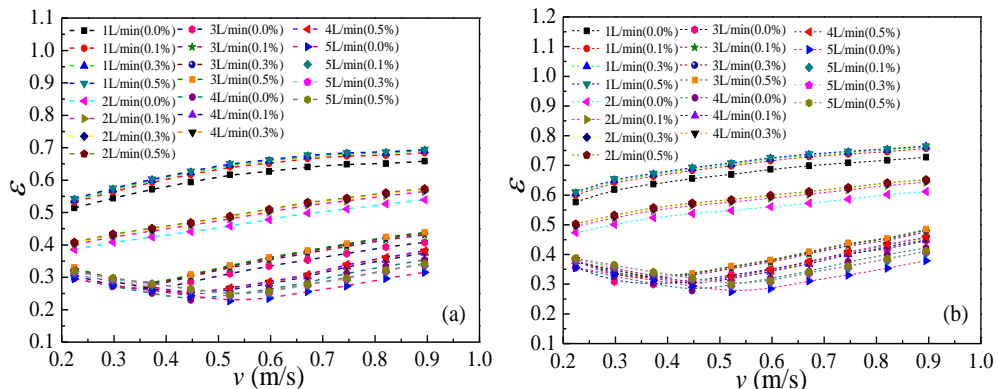 1.1
1.0
0.9
0.8
0.7
0.6
0.5
0.4
0.3
0.2
0.1
ε
1L/min(0.0%) 3L/min(0.0%) 4L/min(0.5%)
1L/min(0.1%) 3L/min(0.1%) 5L/min(0.0%)
1L/min(0.3%) 3L/min(0.3%) 5L/min(0.1%)
1L/min(0.5%) 3L/min(0.5%) 5L/min(0.3%)
2L/min(0.0%) 4L/min(0.0%) 5L/min(0.5%)
2L/min(0.1%) 4L/min(0.1%)
2L/min(0.3%) 4L/min(0.3%)
2L/min(0.5%)
(a)
0.2 0.3 0.4 0.5 0.6 0.7 0.8 0.9 1.0
v (m/s)
1.2
1.1
1.0
0.9
0.8
0.7
0.6
0.5
0.4
0.3
0.2
0.1
ε
1L/min(0.0%) 3L/min(0.0%) 4L/min(0.5%)
1L/min(0.1%) 3L/min(0.1%) 5L/min(0.0%)
1L/min(0.3%) 3L/min(0.3%) 5L/min(0.1%)
1L/min(0.5%) 3L/min(0.5%) 5L/min(0.3%)
2L/min(0.0%) 4L/min(0.0%) 5L/min(0.5%)
2L/min(0.1%) 4L/min(0.1%)
2L/min(0.3%) 4L/min(0.3%)
2L/min(0.5%)
(b)
0.2 0.3 0.4 0.5 0.6 0.7 0.8 0.9 1.0
v (m/s)